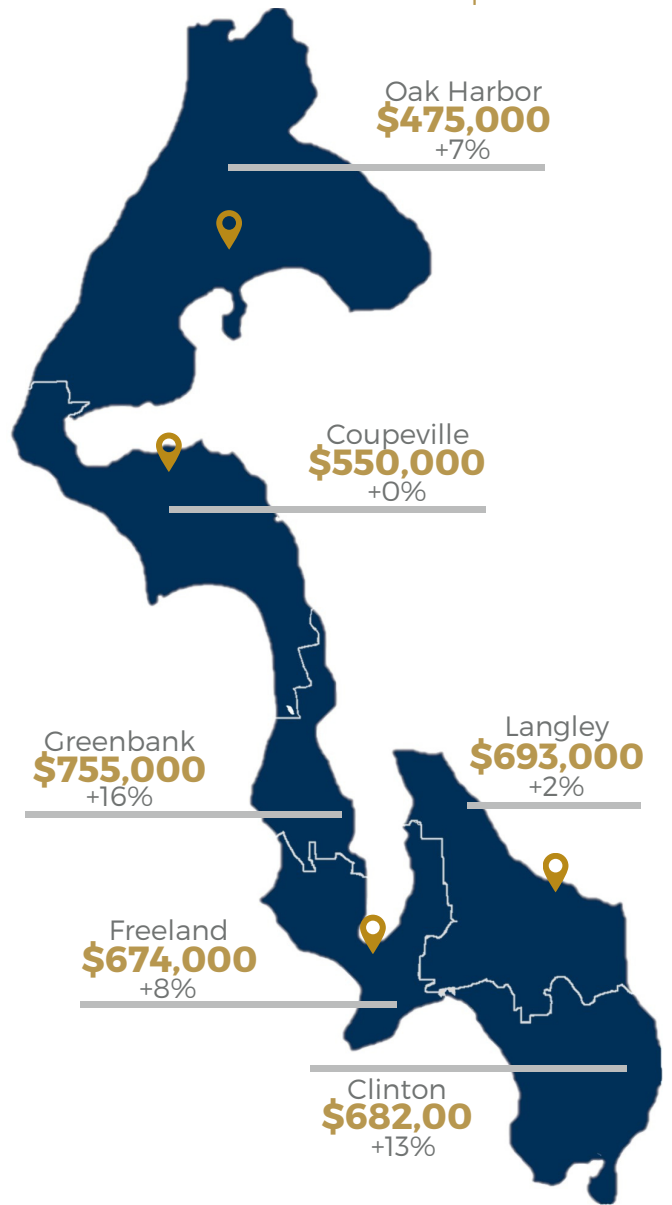 Oak Harbor
$475,000
+7%
Coupeville
$550,000
+0%
Greenbank
$755,000
+16%
Langley
$693,000
+2%
Freeland
$674,000
+8%
Clinton
$682,00
+13%